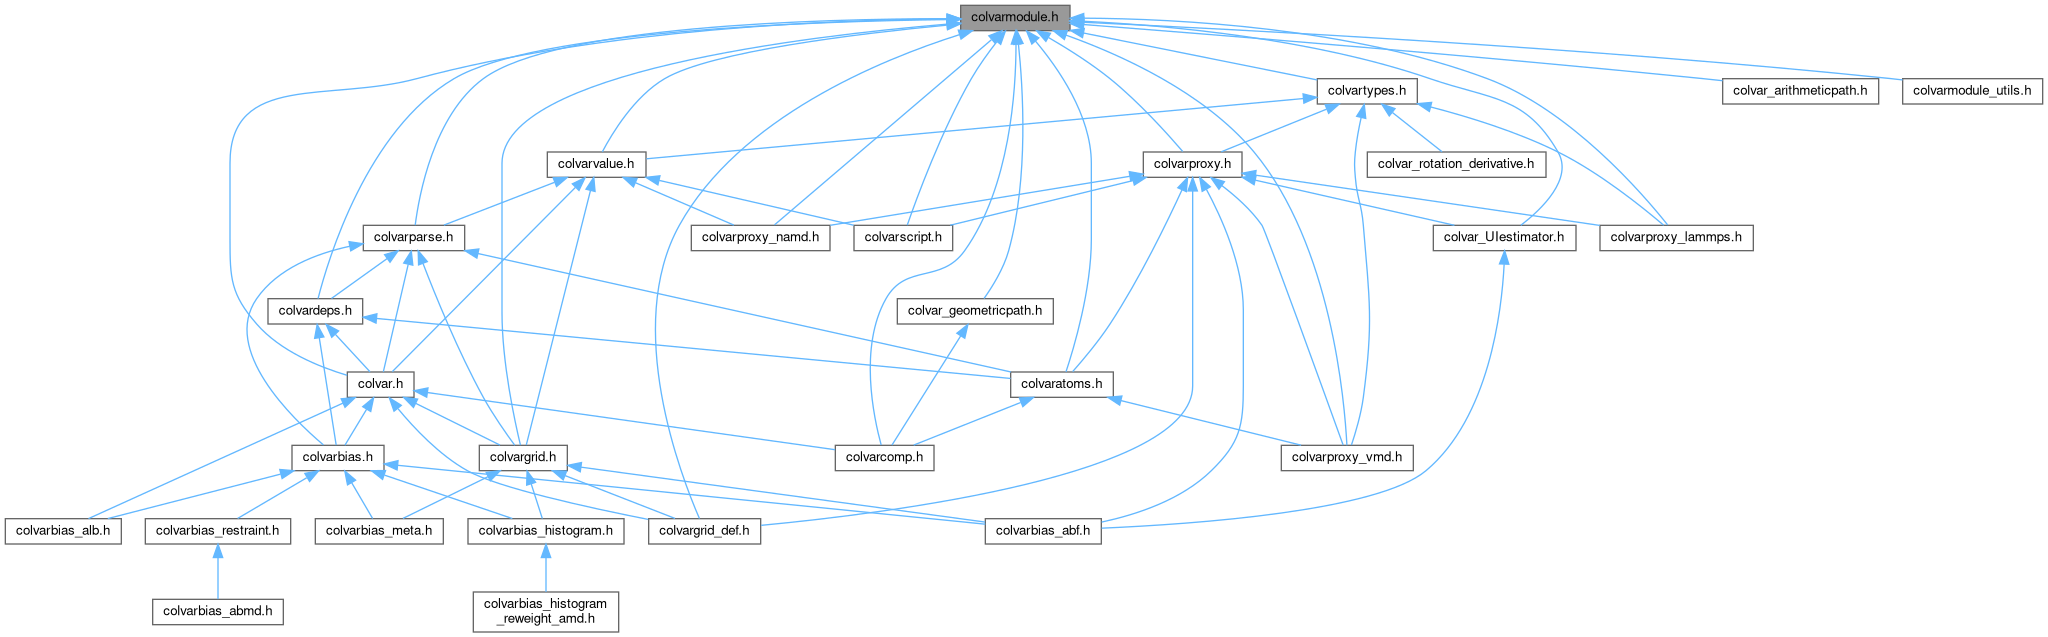 colvarmodule.h
colvartypes.h
colvar_arithmeticpath.h
colvarmodule_utils.h
colvarvalue.h
colvarproxy.h
colvar_rotation_derivative.h
colvarparse.h
colvarproxy_namd.h
colvarscript.h
colvar_UIestimator.h
colvarproxy_lammps.h
colvardeps.h
colvar_geometricpath.h
colvar.h
colvaratoms.h
colvarbias.h
colvargrid.h
colvarcomp.h
colvarproxy_vmd.h
colvarbias_alb.h
colvarbias_restraint.h
colvarbias_meta.h
colvarbias_histogram.h
colvargrid_def.h
colvarbias_abf.h
colvarbias_abmd.h
colvarbias_histogram
_reweight_amd.h